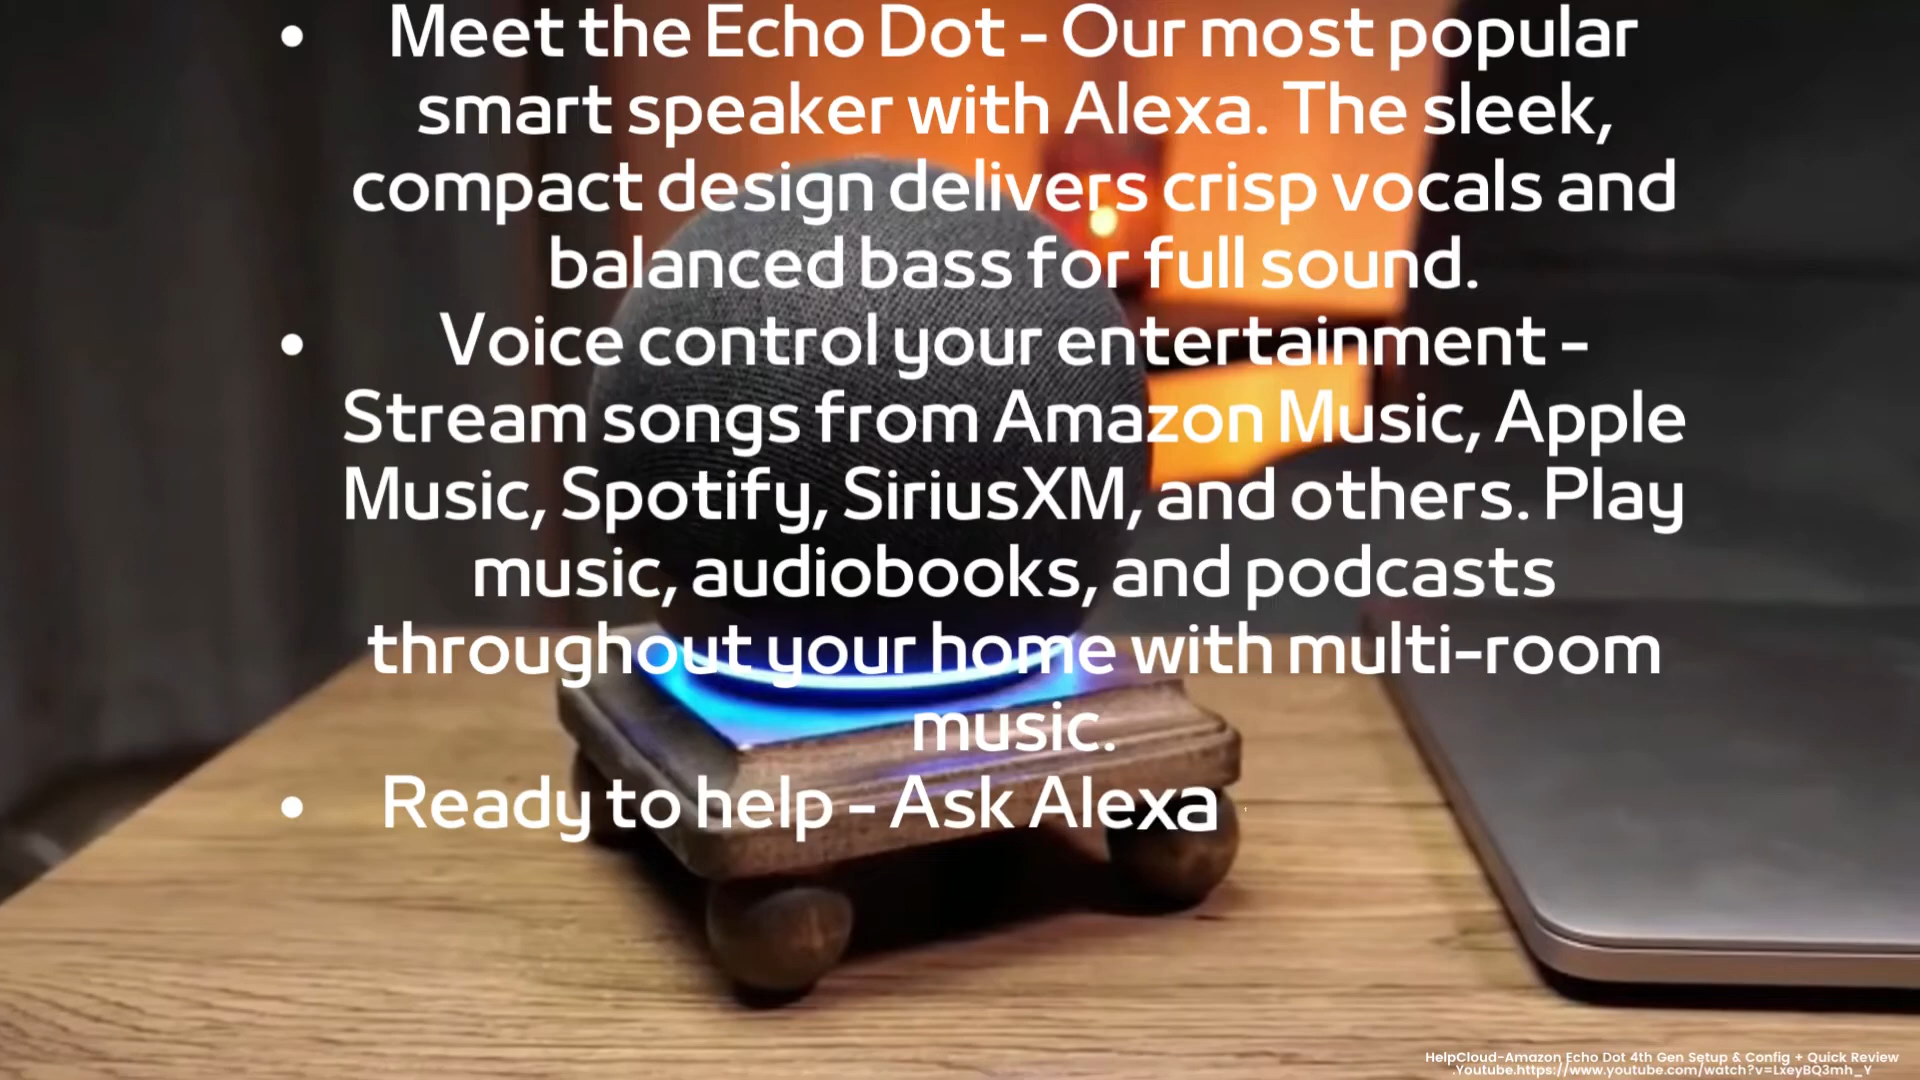 • Meet the Echo Dot - Our most popular
smart speaker with Alexa. The sleek,
compact design delivers crisp vocals and
balanced bass for full sound.
• Voice control your entertainment -
Stream songs from Amazon Music, Apple
Music, Spotify, SiriusXM, and others. Play
music, audiobooks, and podcasts
throughout your home with multi-room
music.
• Ready to help - Ask Alexa
HelpCloud-Amazon Echo Dot 4th Gen Setup & Config + Quick Review
.Youtube.https://www.youtube.com/watch?v=LxeyBQ3mh_Y